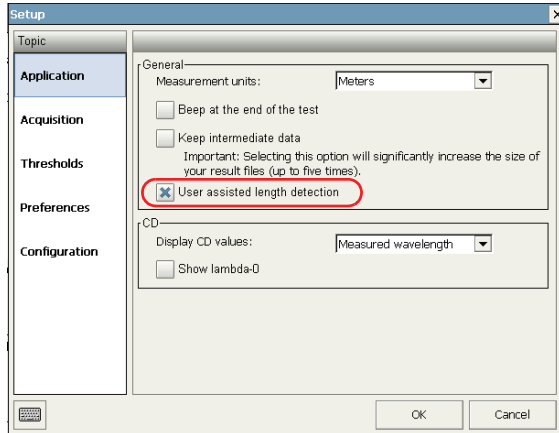 Setup
Topic
Application
Acquisition
Thresholds
Preferences
Configuration
General
Measurement units:
Meters
Beep at the end of the test
Keep intermediate data
Important: Selecting this option will significantly increase the size of
your result files (up to five times).
User assisted length detection
CD
Display CD values:
Measured wavelength
Show lambda-0
OK
Cancel